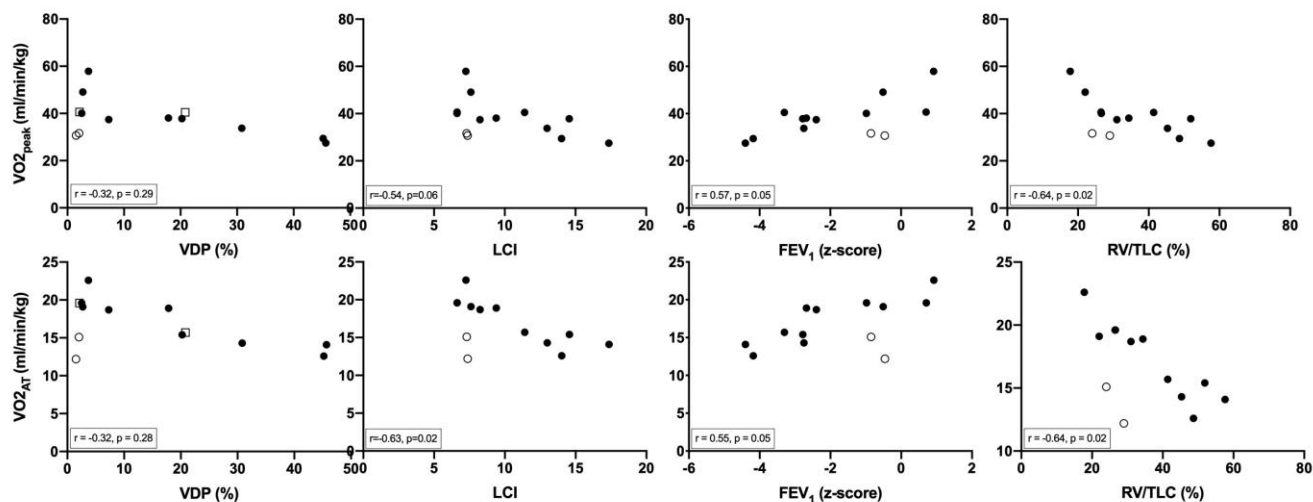 VO2peak (ml/min/kg)
80
60
40
20
0
r = -0.32, p = 0.29
0 10 20 30 40 50
VDP (%)
80
60
40
20
0
r=-0.54, p=0.06
0 5 10 15 20
LCI
80
60
40
20
0
r = 0.57, p = 0.05
-6 -4 -2 0 2
FEV1 (z-score)
80
60
40
20
0
r = -0.64, p = 0.02
0 20 40 60 80
RV/TLC (%)
VO2AT (ml/min/kg)
25
20
15
10
5
0
r = -0.32, p = 0.28
0 10 20 30 40 50
VDP (%)
25
20
15
10
5
0
r=-0.63, p=0.02
0 5 10 15 20
LCI
25
20
15
10
5
0
r = 0.55, p = 0.05
-6 -4 -2 0 2
FEV1 (z-score)
25
20
15
10
r = -0.64, p = 0.02
0 20 40 60 80
RV/TLC (%)